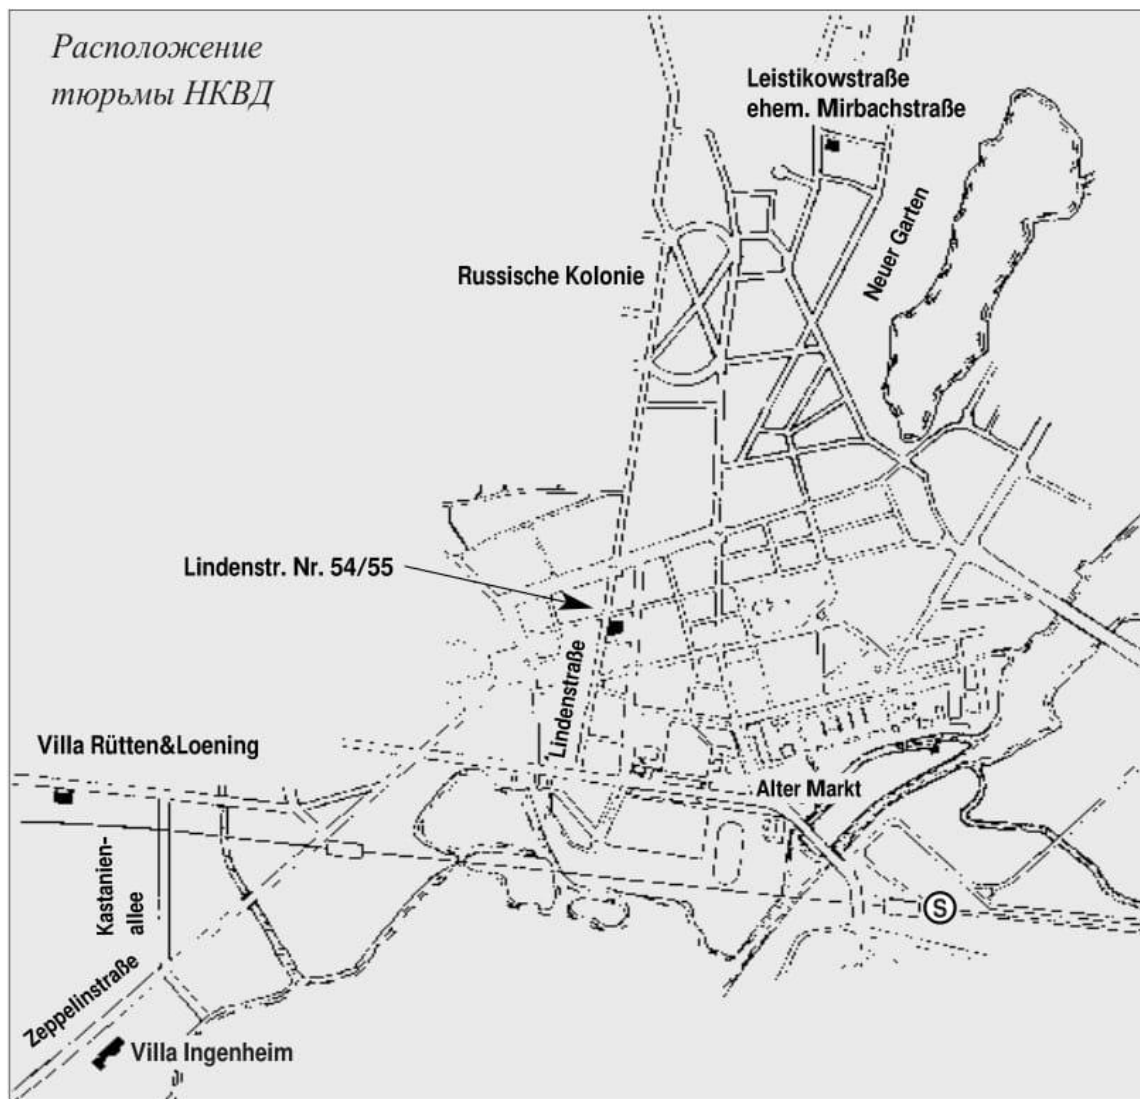 Расположение
тюрьмы НКВД
Leistikowstraße
ehem. Mirbachstraße
Neuer Garten
Russische Kolonie
Lindenstr. Nr. 54/55
Lindenstraße
Villa Rütten&Loening
Alter Markt
Kastanien-
allee
S
Zeppelinstraße
Villa Ingenheim